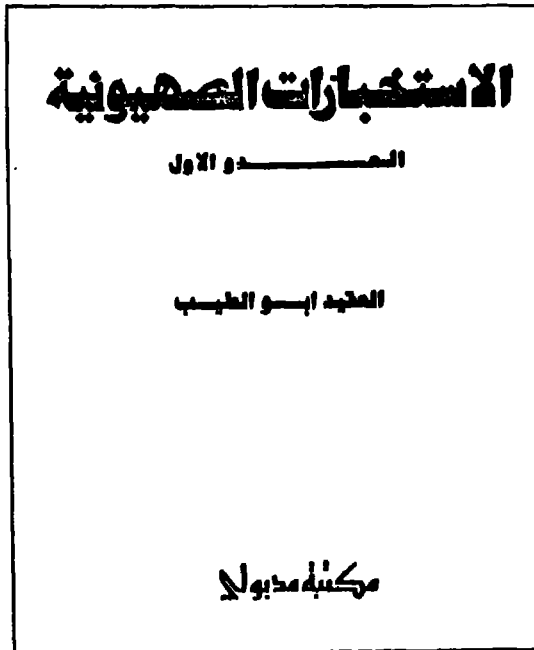 الاستخبارات الصهيونية
العدو الاول
العقيد ابو الطيب
مكتبة مدبولي